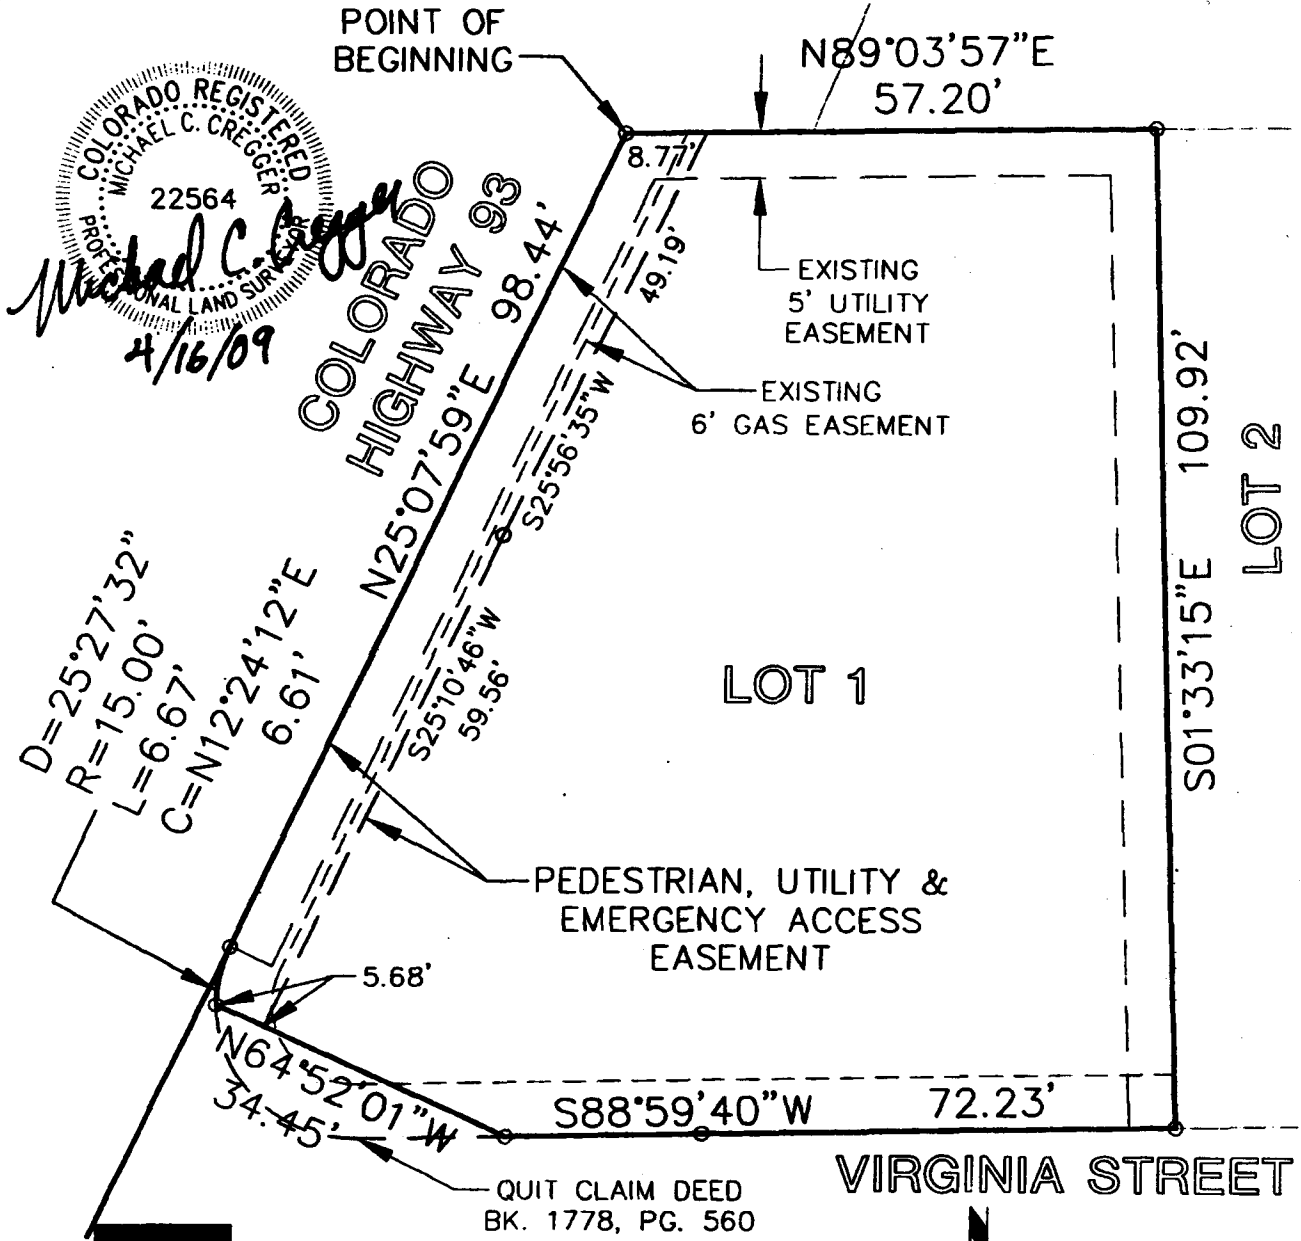 POINT OF
BEGINNING
N89°03'57"E
57.20'
COLORADO REGISTERED
MICHAEL C. CREGGER
22564
PROFESSIONAL LAND SURVEYOR
Michael C. Cregger
4/16/09
COLORADO
HIGHWAY 93
8.77'
49.19'
EXISTING
5' UTILITY
EASEMENT
EXISTING
6' GAS EASEMENT
N25°07'59"E 98.44'
S25°56'35"W
S25°10'46"W
59.56'
109.92'
S01°33'15"E
LOT 2
LOT 1
D=25°27'32"
R=15.00'
L=6.67'
C=N12°24'12"E
6.61'
PEDESTRIAN, UTILITY &
EMERGENCY ACCESS
EASEMENT
5.68'
N64°52'01"W
34.45'
S88°59'40"W 72.23'
VIRGINIA STREET
QUIT CLAIM DEED
BK. 1778, PG. 560
N